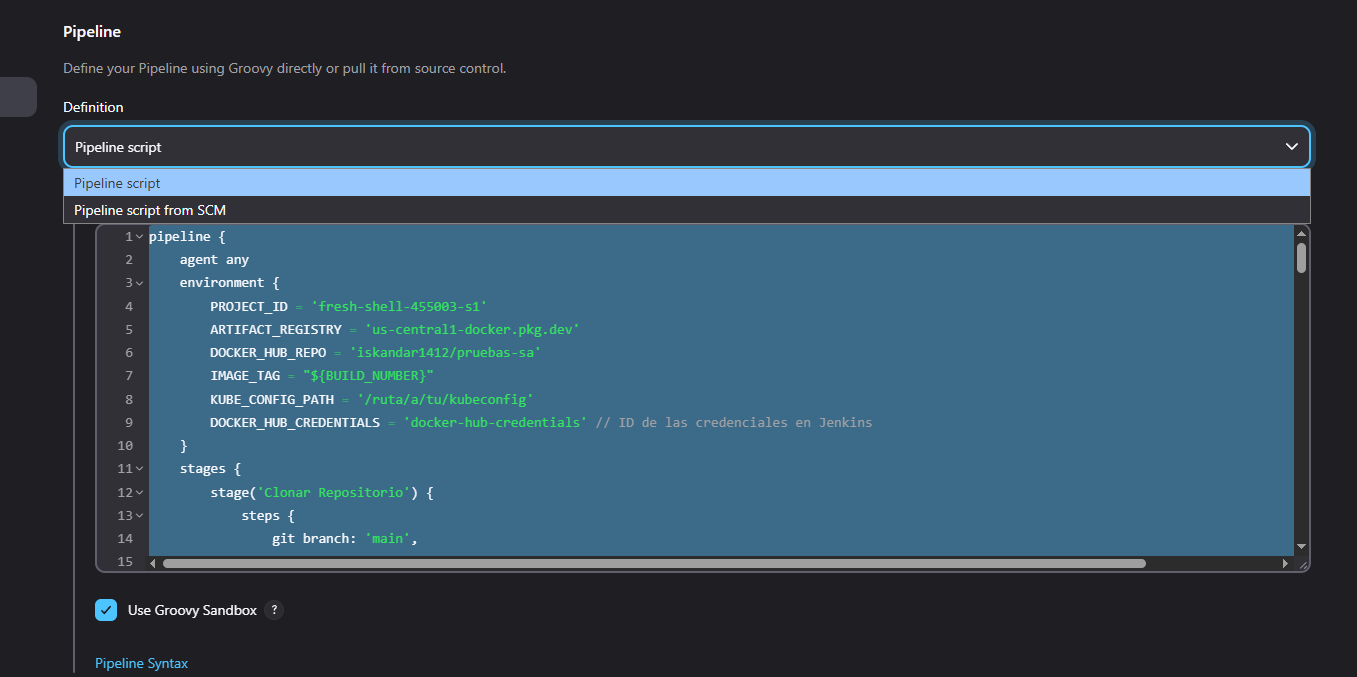 Pipeline
Define your Pipeline using Groovy directly or pull it from source control.
Definition
Pipeline script
Pipeline script
Pipeline script from SCM
1 pipeline {
2 agent any
3 environment {
4 PROJECT_ID = 'fresh-shell-455003-s1'
5 ARTIFACT_REGISTRY = 'us-central1-docker.pkg.dev'
6 DOCKER_HUB_REPO = 'iskandar1412/pruebas-sa'
7 IMAGE_TAG = "${BUILD_NUMBER}"
8 KUBE_CONFIG_PATH = '/ruta/a/tu/kubeconfig'
9 DOCKER_HUB_CREDENTIALS = 'docker-hub-credentials' // ID de las credenciales en Jenkins
10 }
11 stages {
12 stage('Clonar Repositorio') {
13 steps {
14 git branch: 'main',
15
Use Groovy Sandbox ?
Pipeline Syntax